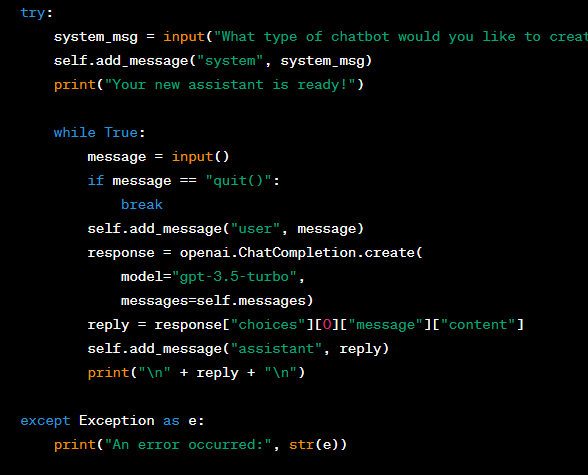 try:
system_msg = input("What type of chatbot would you like to creat
self.add_message("system", system_msg)
print("Your new assistant is ready!")
while True:
message = input()
if message == "quit()":
break
self.add_message("user", message)
response = openai.ChatCompletion.create(
model="gpt-3.5-turbo",
messages=self.messages)
reply = response["choices"][0]["message"]["content"]
self.add_message("assistant", reply)
print("\n" + reply + "\n")
except Exception as e:
print("An error occurred:", str(e))